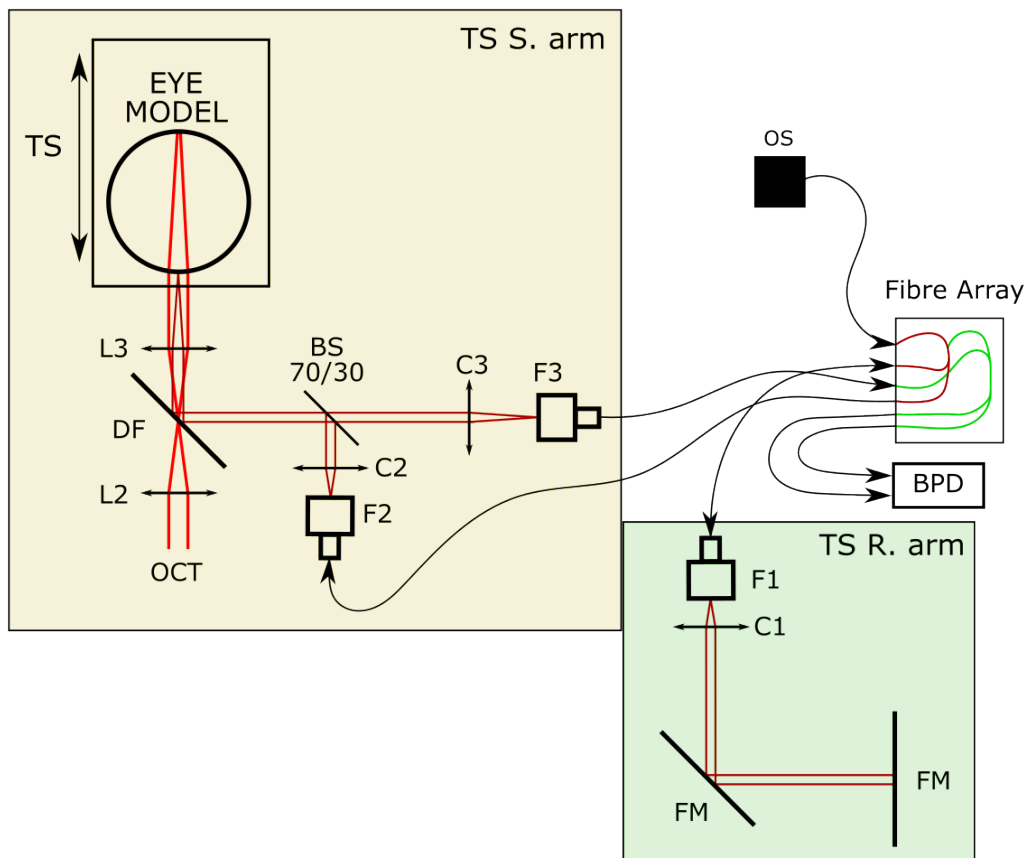 TS S. arm
EYE
MODEL
TS
OS
Fibre Array
L3
BS
70/30
C3
F3
DF
C2
BPD
L2
F2
OCT
TS R. arm
F1
C1
FM
FM